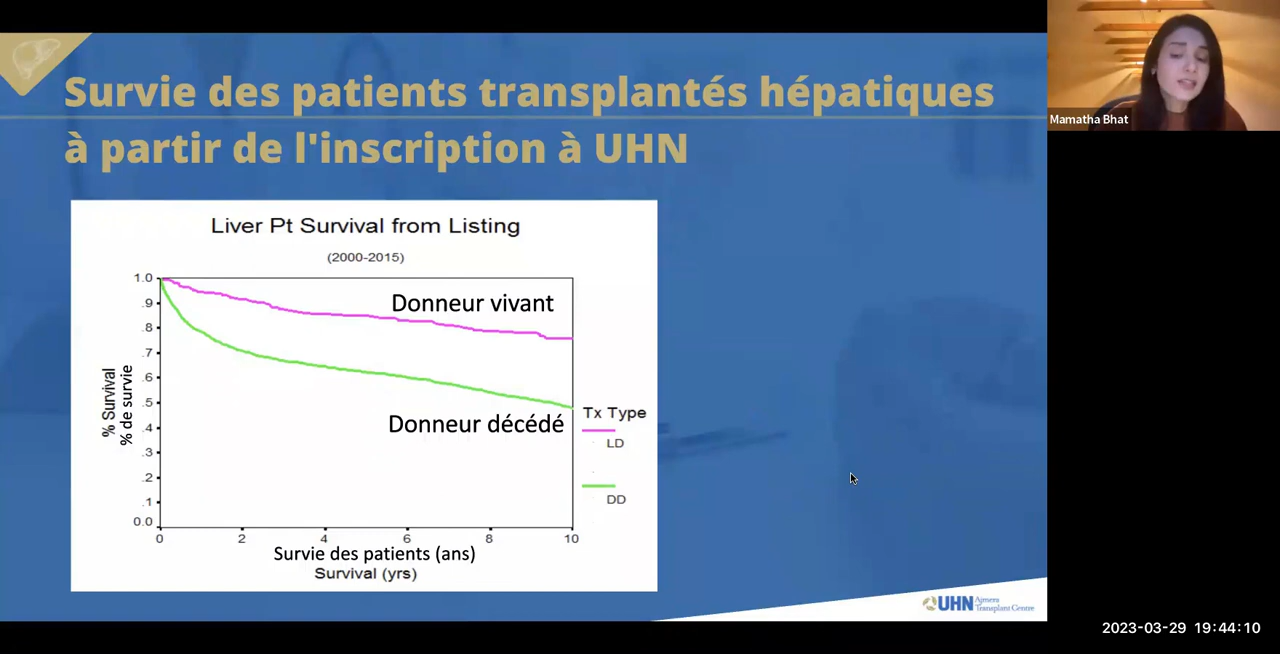 Survie des patients transplantés hépatiques
à partir de l'inscription à UHN
Mamatha Bhat
Liver Pt Survival from Listing
(2000-2015)
1.0
.9
.8
.7
.6
.5
.4
.3
.2
.1
0.0
% Survival
% de survie
Donneur vivant
Donneur décédé
Tx Type
LD
DD
0 2 4 6 8 10
Survie des patients (ans)
Survival (yrs)
UHN Ajmera
Transplant Centre
2023-03-29 19:44:10